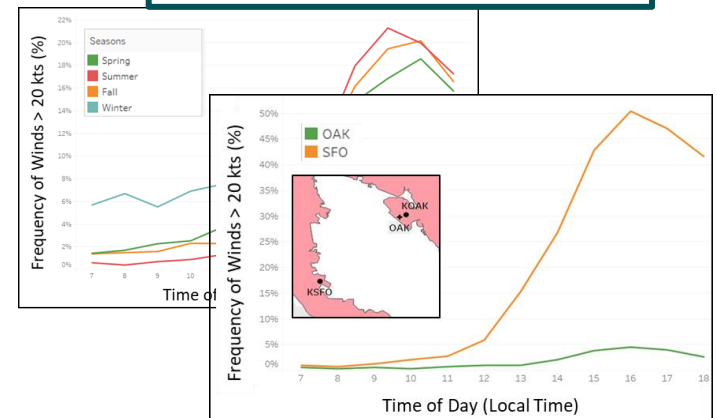 Frequency of Winds > 20 kts (%)
22%
20%
18%
16%
14%
12%
10%
8%
6%
4%
2%
0%
Seasons
Spring
Summer
Fall
Winter
7
8
9
10
Time of
Frequency of Winds > 20 kts (%)
50%
45%
40%
35%
30%
25%
20%
15%
10%
5%
0%
OAK
SFO
KOAK
OAK
KSFO
7
8
9
10
11
12
13
14
15
16
17
18
Time of Day (Local Time)